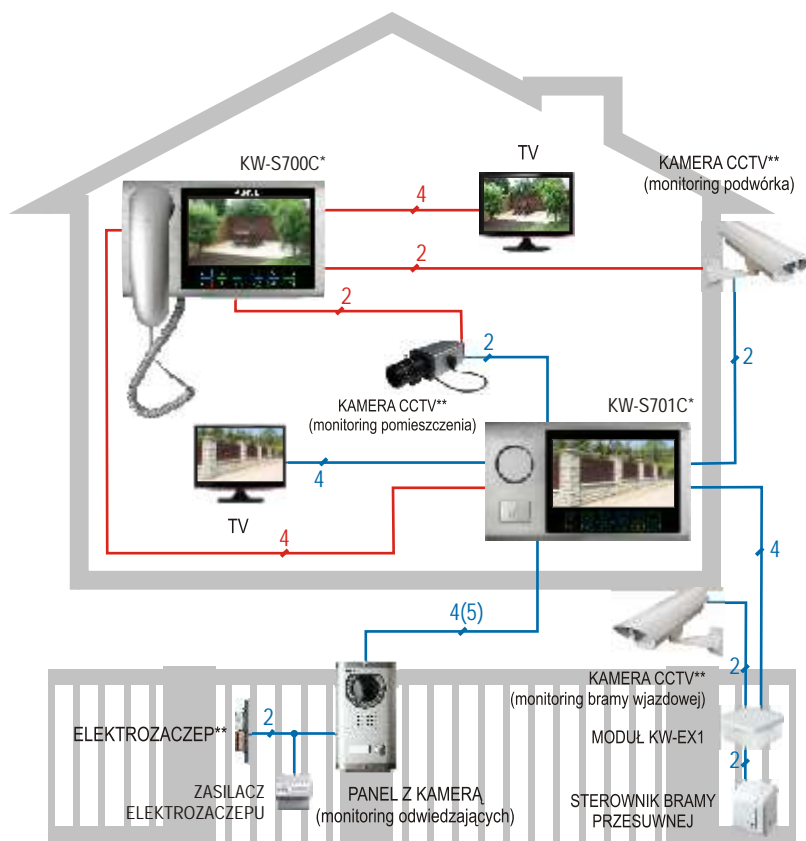 KW-S700C*
TV
KAMERA CCTV**
(monitoring podwórka)
4
2
2
2
2
KAMERA CCTV**
(monitoring pomieszczenia)
KW-S701C*
4
TV
4
4
4(5)
2
KAMERA CCTV**
(monitoring bramy wjazdowej)
ELEKTROZACZEP**
2
MODUŁ KW-EX1
2
ZASILACZ
ELEKTROZACZEPU
PANEL Z KAMERĄ
(monitoring odwiedzających)
STEROWNIK BRAMY
PRZESUWNEJ